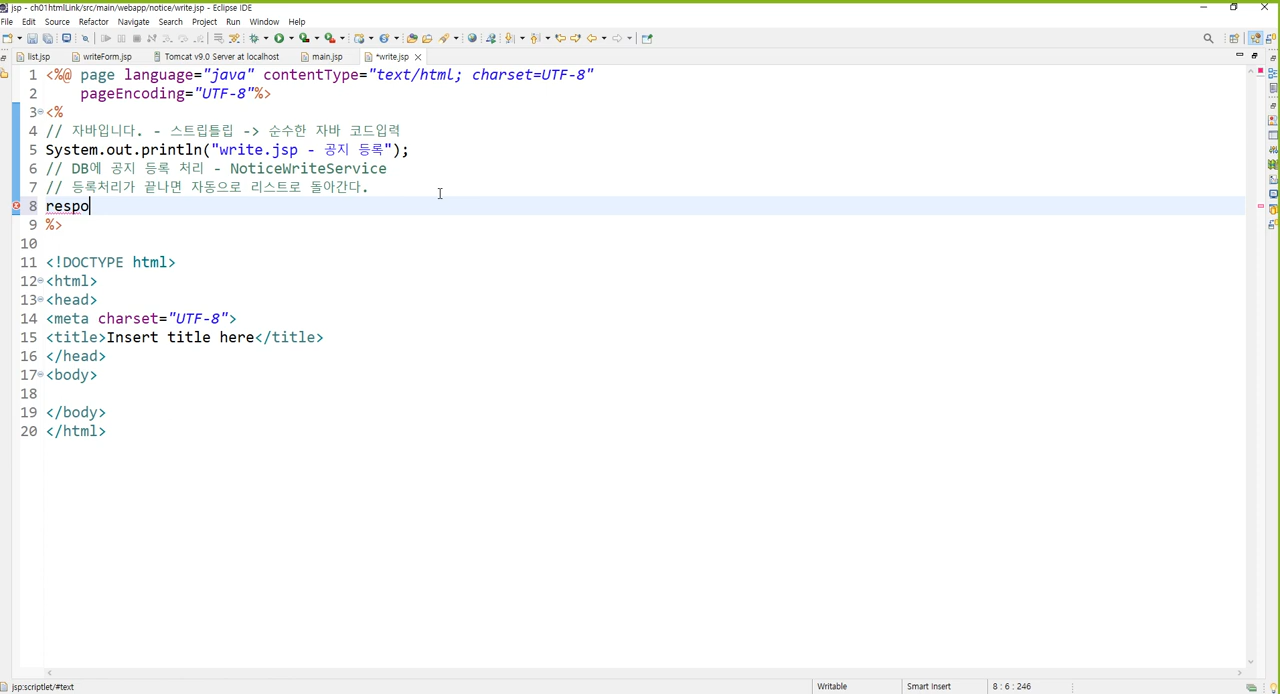 jsp - ch01htmlLink/src/main/webapp/notice/write.jsp - Eclipse IDE
File Edit Source Refactor Navigate Search Project Run Window Help
list.jsp writeForm.jsp Tomcat v9.0 Server at localhost main.jsp *write.jsp
1 <%@ page language="java" contentType="text/html; charset=UTF-8"
2 pageEncoding="UTF-8"%>
3 <%
4 // 자바입니다. - 스트립틀립 -> 순수한 자바 코드입력
5 System.out.println("write.jsp - 공지 등록");
6 // DB에 공지 등록 처리 - NoticeWriteService
7 // 등록처리가 끝나면 자동으로 리스트로 돌아간다.
8 respo
9 %>
10
11 <!DOCTYPE html>
12 <html>
13 <head>
14 <meta charset="UTF-8">
15 <title>Insert title here</title>
16 </head>
17 <body>
18
19 </body>
20 </html>
jsp:scriptlet/#text Writable Smart Insert 8 : 6 : 246